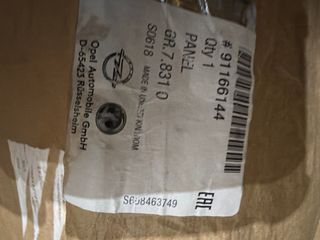 # 91166144
Qty 1
PANEL
GR.7.831.0
S0618 MADE IN UNITED KINGDOM
Opel Automobile GmbH
D-65423 Rüsselsheim
S698463749
EAC